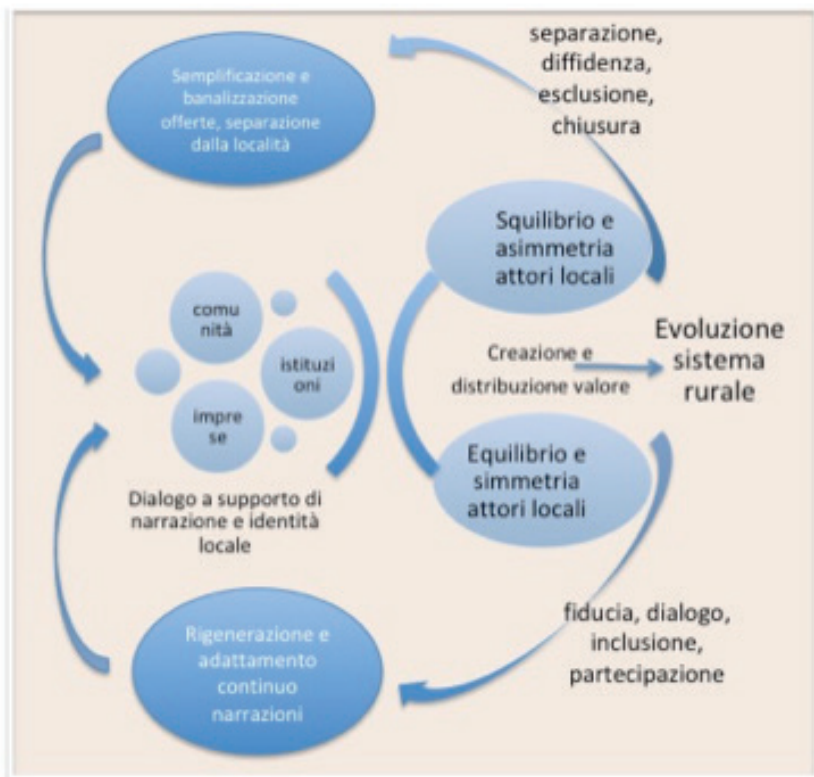 Semplificazione e
banalizzazione
offerte, separazione
dalla località
separazione,
diffidenza,
esclusione,
chiusura
Squilibrio e
asimmetria
attori locali
comu
nità
istituzi
oni
impre
se
Creazione e
distribuzione valore
Evoluzione
sistema
rurale
Dialogo a supporto di
narrazione e identità
locale
Equilibrio e
simmetria
attori locali
Rigenerazione e
adattamento
continuo
narrazioni
fiducia, dialogo,
inclusione,
partecipazione